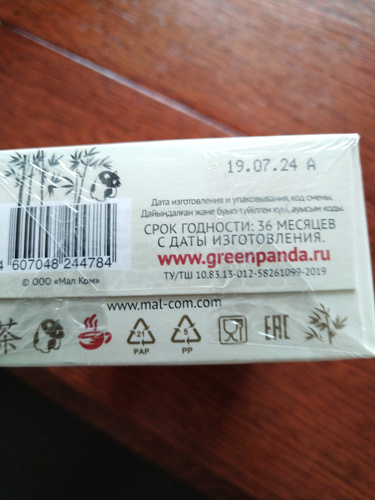 19.07.24 A
Дата изготовления и упаковывания, код смены.
Дайындалған және буып-түйілген күні, ауысым коды.
СРОК ГОДНОСТИ: 36 МЕСЯЦЕВ
С ДАТЫ ИЗГОТОВЛЕНИЯ.
www.greenpanda.ru
ТУ/ТШ 10.83.13-012-58261099-2019
4 607048 244784
© ООО «Мал Ком»
www.mal-com.com
茶
21
PAP
5
PP
EAC